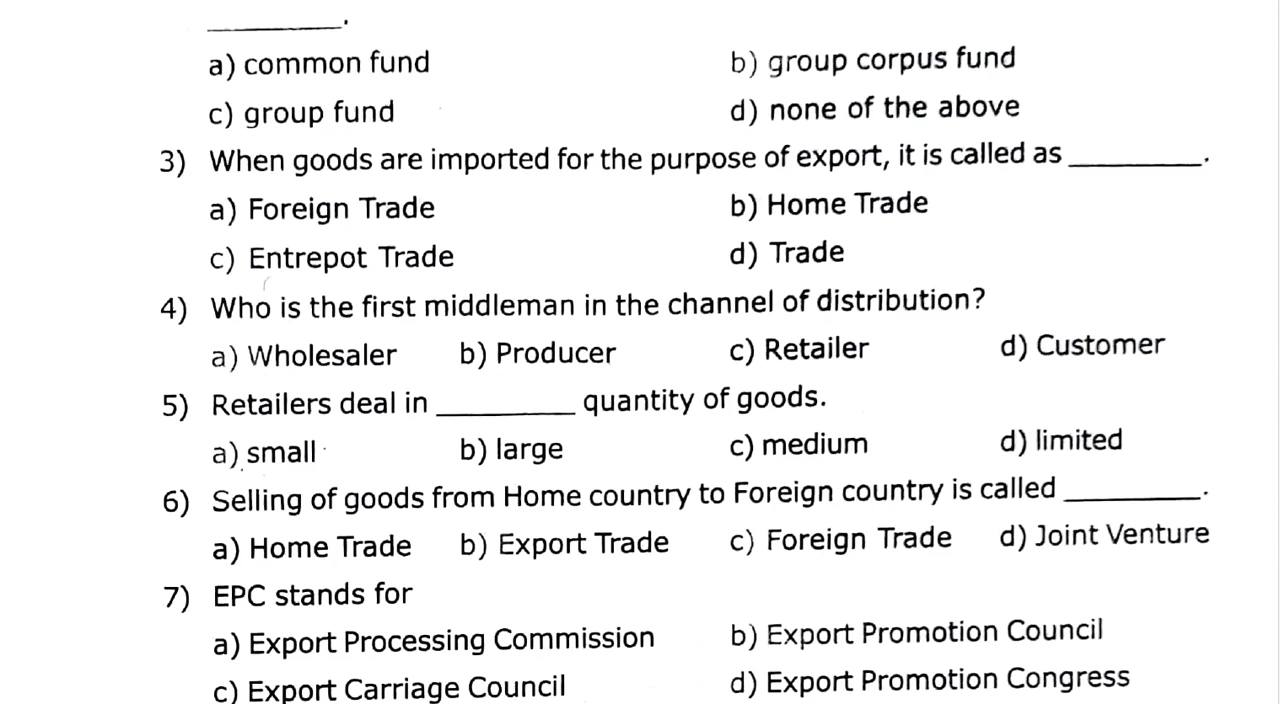 __________.
a) common fund b) group corpus fund
c) group fund d) none of the above
3) When goods are imported for the purpose of export, it is called as __________.
a) Foreign Trade b) Home Trade
c) Entrepot Trade d) Trade
4) Who is the first middleman in the channel of distribution?
a) Wholesaler b) Producer c) Retailer d) Customer
5) Retailers deal in __________ quantity of goods.
a) small b) large c) medium d) limited
6) Selling of goods from Home country to Foreign country is called __________.
a) Home Trade b) Export Trade c) Foreign Trade d) Joint Venture
7) EPC stands for
a) Export Processing Commission b) Export Promotion Council
c) Export Carriage Council d) Export Promotion Congress